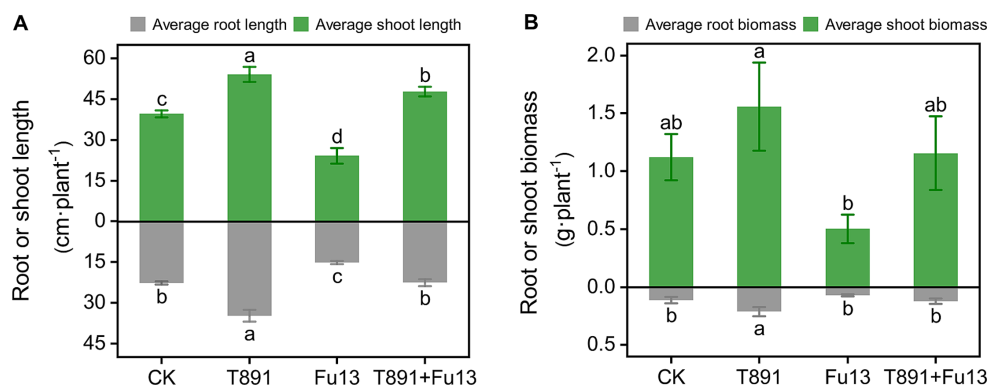 A
Average root length
Average shoot length
Root or shoot length
(cm·plant⁻¹)
60
45
30
15
0
15
30
45
c
a
d
b
b
a
c
b
CK
T891
Fu13
T891+Fu13
B
Average root biomass
Average shoot biomass
Root or shoot biomass
(g·plant⁻¹)
2.0
1.5
1.0
0.5
0.0
0.5
ab
a
b
ab
b
a
b
b
CK
T891
Fu13
T891+Fu13